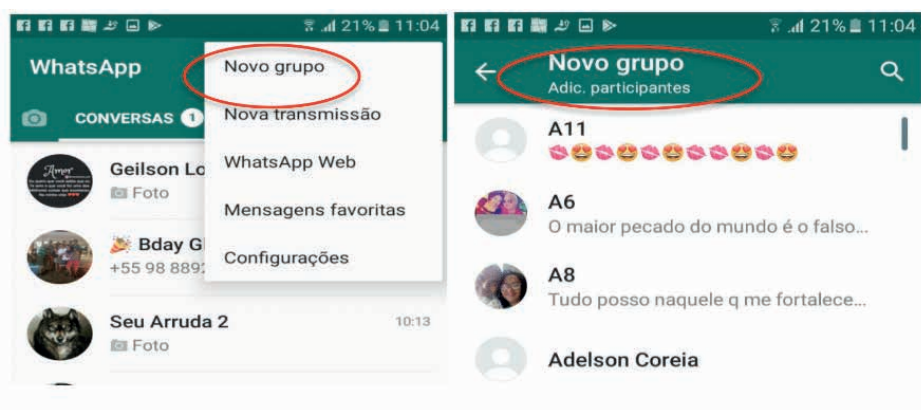 21% 11:04
WhatsApp
Novo grupo
Nova transmissão
WhatsApp Web
Mensagens favoritas
Configurações
CONVERSAS 1
Amor
Geilson Lo
Foto
Bday G
+55 98 889
Seu Arruda 2
10:13
Foto
21% 11:04
Novo grupo
Adic. participantes
A11
💋😍💋😍💋😍💋💋😍💋😍
A6
O maior pecado do mundo é o falso...
A8
Tudo posso naquele q me fortalece...
Adelson Coreia